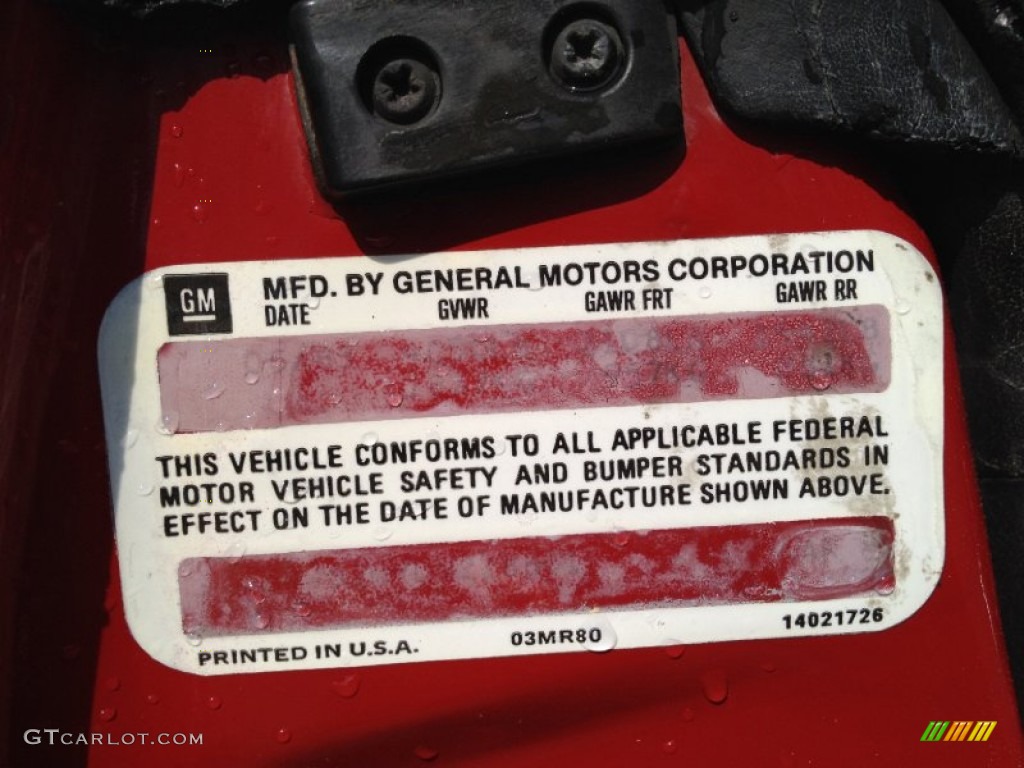 GM
MFD. BY GENERAL MOTORS CORPORATION
DATE GVWR GAWR FRT GAWR RR
THIS VEHICLE CONFORMS TO ALL APPLICABLE FEDERAL
MOTOR VEHICLE SAFETY AND BUMPER STANDARDS IN
EFFECT ON THE DATE OF MANUFACTURE SHOWN ABOVE.
PRINTED IN U.S.A. 03MR80 14021726
GTCARLOT.COM